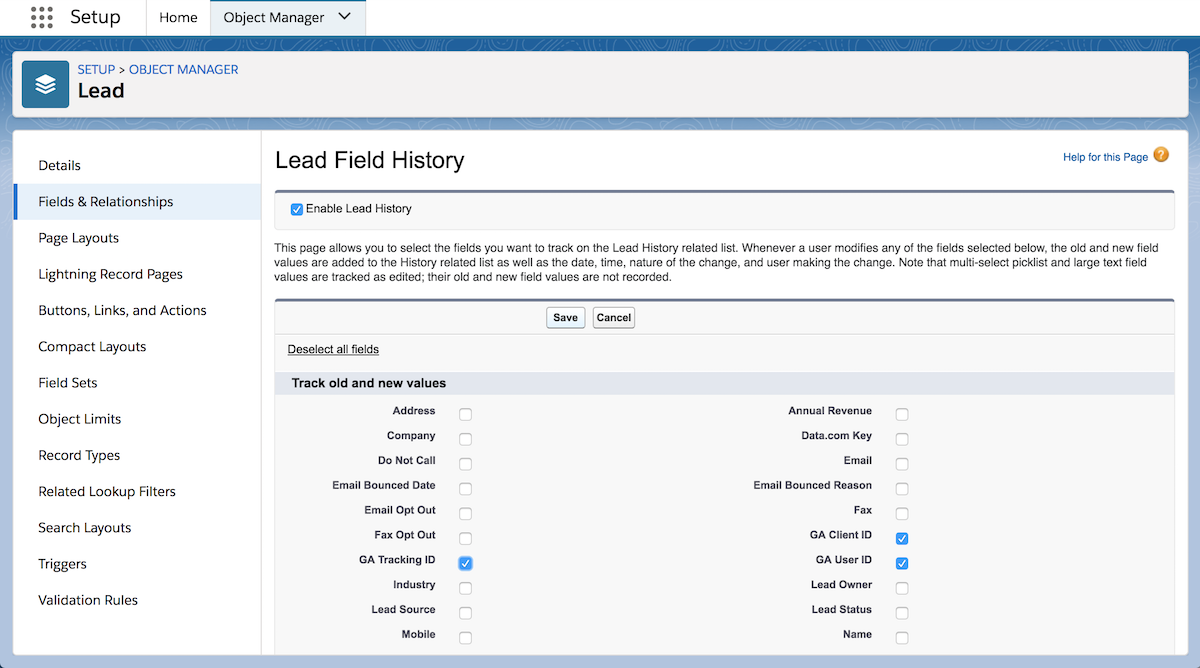 Setup
Home
Object Manager
SETUP > OBJECT MANAGER
Lead
Details
Fields & Relationships
Page Layouts
Lightning Record Pages
Buttons, Links, and Actions
Compact Layouts
Field Sets
Object Limits
Record Types
Related Lookup Filters
Search Layouts
Triggers
Validation Rules
Lead Field History
Help for this Page ?
Enable Lead History
This page allows you to select the fields you want to track on the Lead History related list. Whenever a user modifies any of the fields selected below, the old and new field
values are added to the History related list as well as the date, time, nature of the change, and user making the change. Note that multi-select picklist and large text field
values are tracked as edited; their old and new field values are not recorded.
Save Cancel
Deselect all fields
Track old and new values
Address Annual Revenue
Company Data.com Key
Do Not Call Email
Email Bounced Date Email Bounced Reason
Email Opt Out Fax
Fax Opt Out GA Client ID
GA Tracking ID GA User ID
Industry Lead Owner
Lead Source Lead Status
Mobile Name